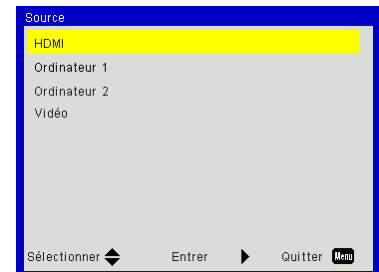 Source
HDMI
Ordinateur 1
Ordinateur 2
Vidéo
Sélectionner Entrer Quitter Menu